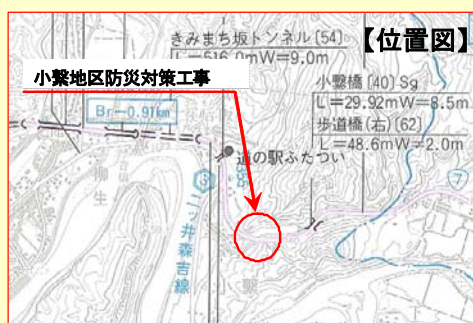 きみまち坂トンネル [54]
L=516.0mW=9.0m
【位置図】
小繋地区防災対策工事
小繋橋 [40] Sg
L=29.92mW=8.5m
歩道橋(右) [62]
L=48.6mW=2.0m
Br-0.91km
道の駅ふたつい
7
二ッ井森吉線